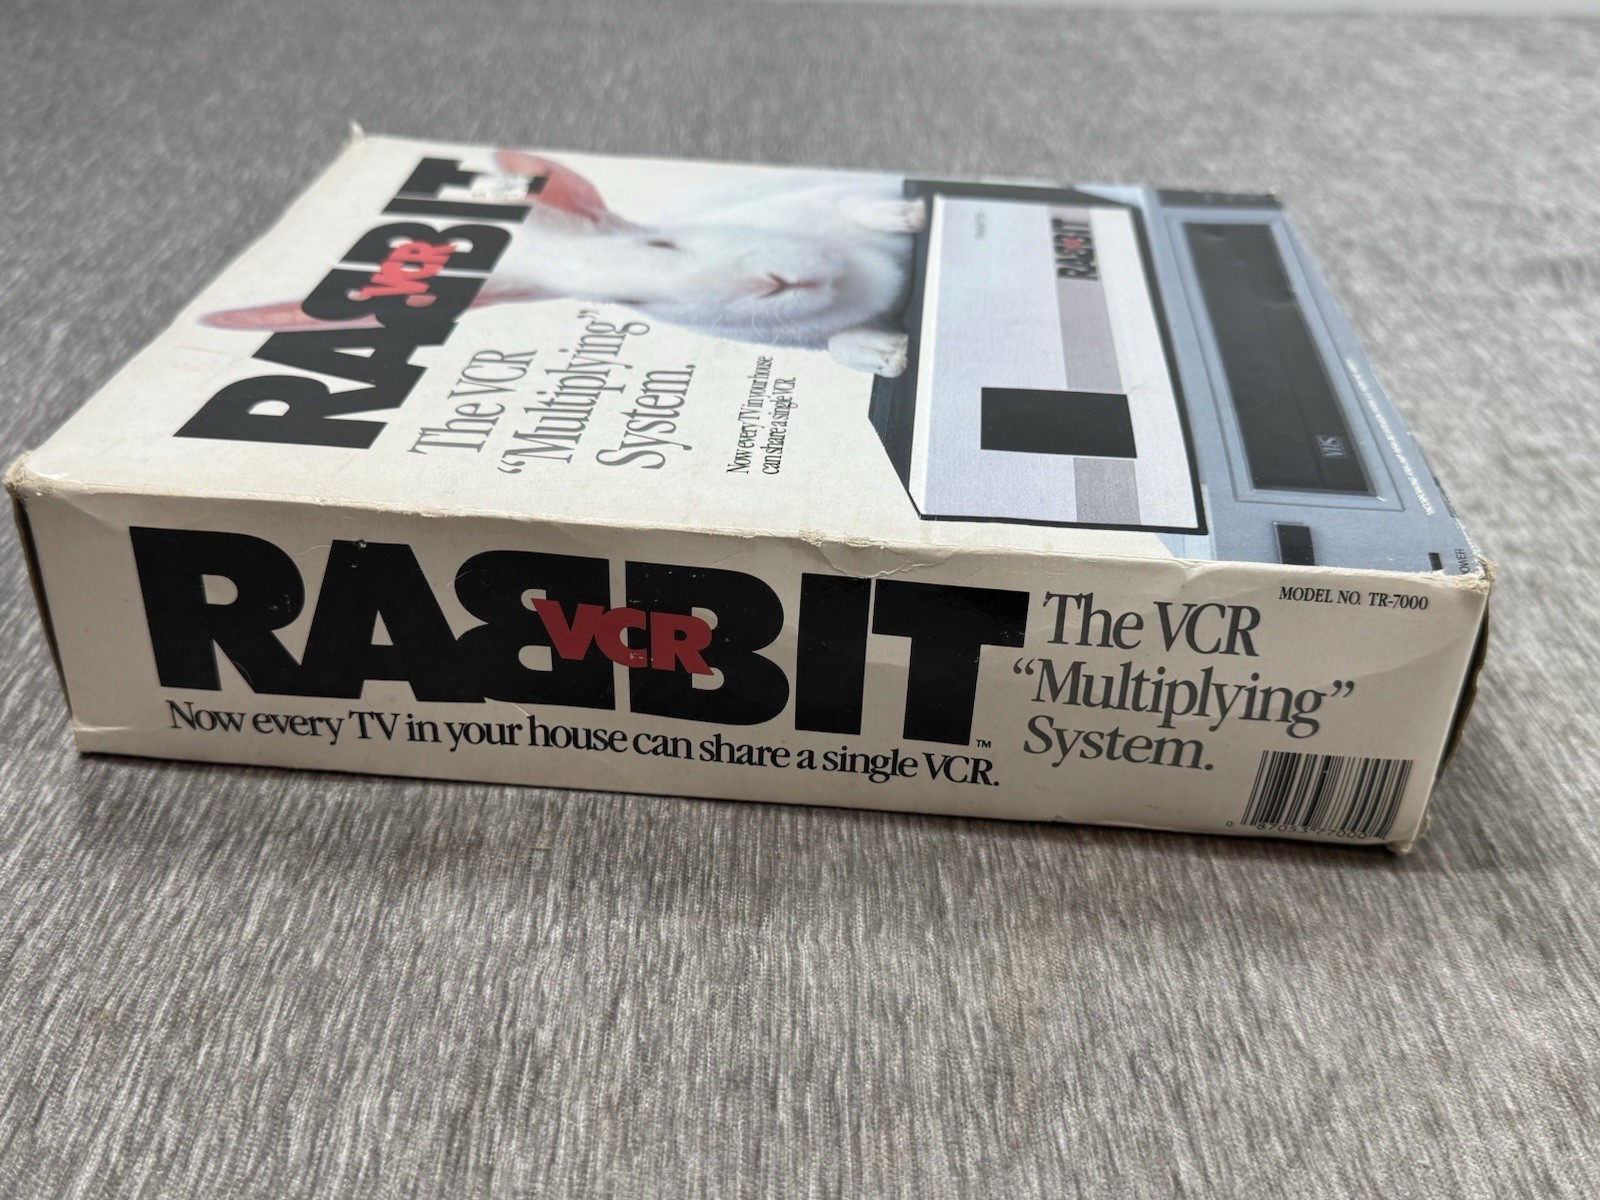 RABBIT
VCR
The VCR
“Multiplying”
System.
Now every TV in your house
can share a single VCR
RABBIT
VHS
RABBIT
VCR
™
Now every TV in your house can share a single VCR.
The VCR
“Multiplying”
System.
MODEL NO. TR-7000